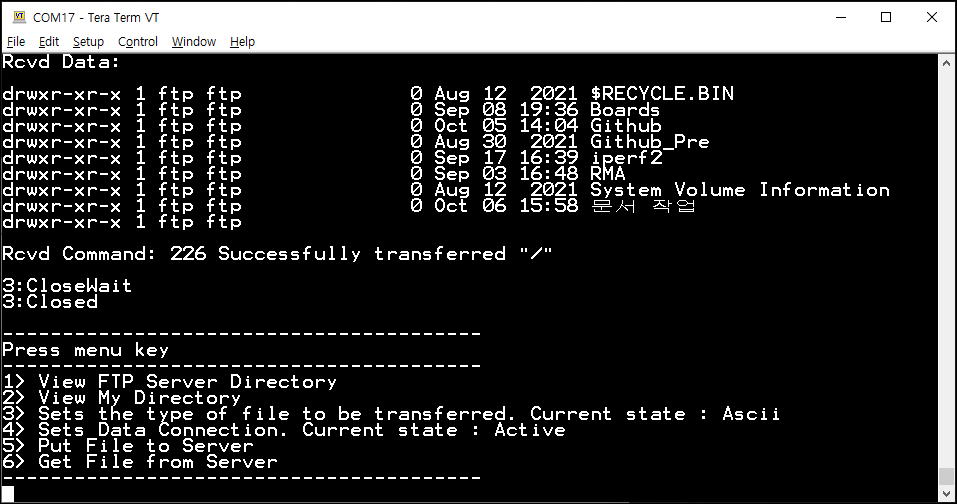 COM17 - Tera Term VT
File Edit Setup Control Window Help
Rcvd Data:
drwxr-xr-x 1 ftp ftp 0 Aug 12 2021 $RECYCLE.BIN
drwxr-xr-x 1 ftp ftp 0 Sep 08 19:36 Boards
drwxr-xr-x 1 ftp ftp 0 Oct 05 14:04 Github
drwxr-xr-x 1 ftp ftp 0 Aug 30 2021 Github_Pre
drwxr-xr-x 1 ftp ftp 0 Sep 17 16:39 iperf2
drwxr-xr-x 1 ftp ftp 0 Sep 03 16:48 RMA
drwxr-xr-x 1 ftp ftp 0 Aug 12 2021 System Volume Information
drwxr-xr-x 1 ftp ftp 0 Oct 06 15:58 문서 작업
drwxr-xr-x 1 ftp ftp
Rcvd Command: 226 Successfully transferred "/"
3:CloseWait
3:Closed
----------------------------------------
Press menu key
----------------------------------------
1> View FTP Server Directory
2> View My Directory
3> Sets the type of file to be transferred. Current state : Ascii
4> Sets Data Connection. Current state : Active
5> Put File to Server
6> Get File from Server
----------------------------------------